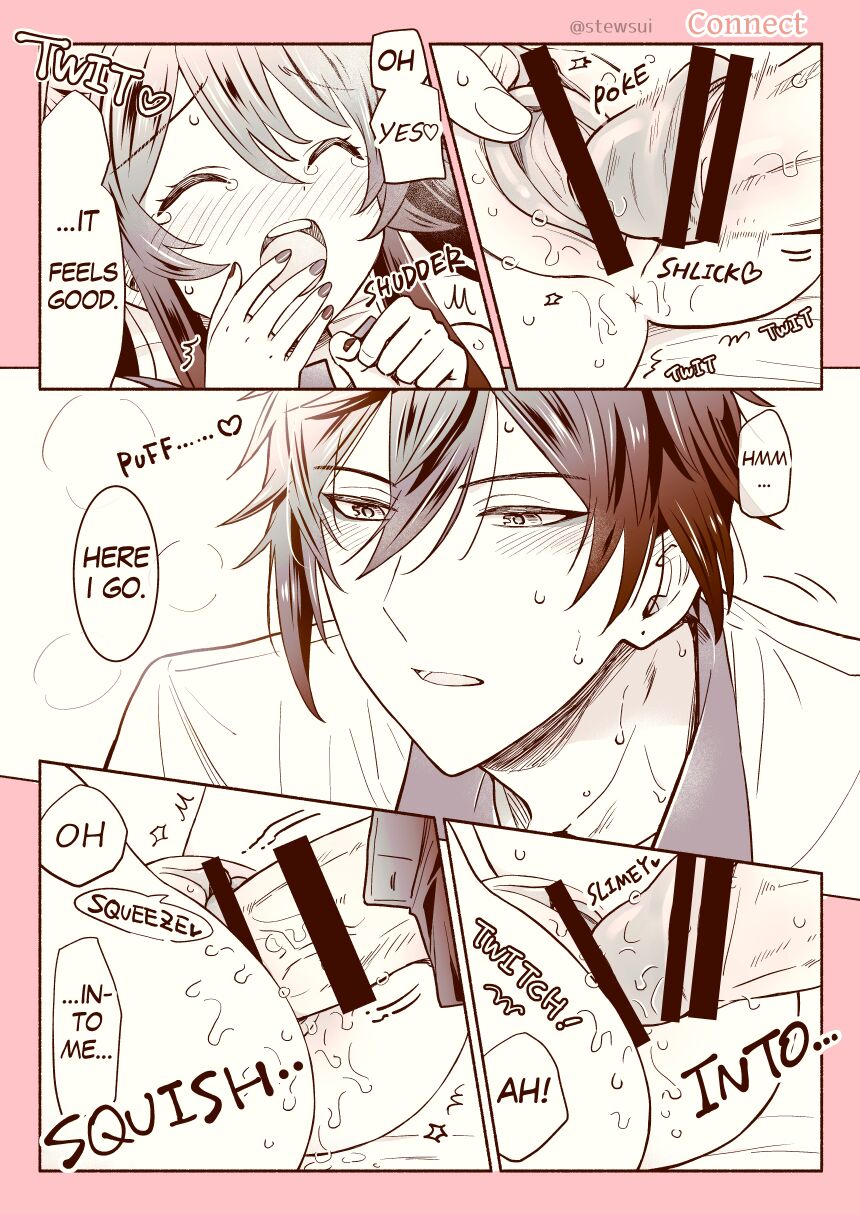 @stewsui
Connect
POKE
SHLICK♡
TWIT
TWIT
OH
YES♡
TWIT♡
...IT
FEELS
GOOD.
SHUDDER
HMM
...
PUFF......♡
HERE
I GO.
SLIMEY♥
TWITCH!
AH!
INTO...
OH
SQUEEZE♥
...IN-
TO
ME...
SQUISH..